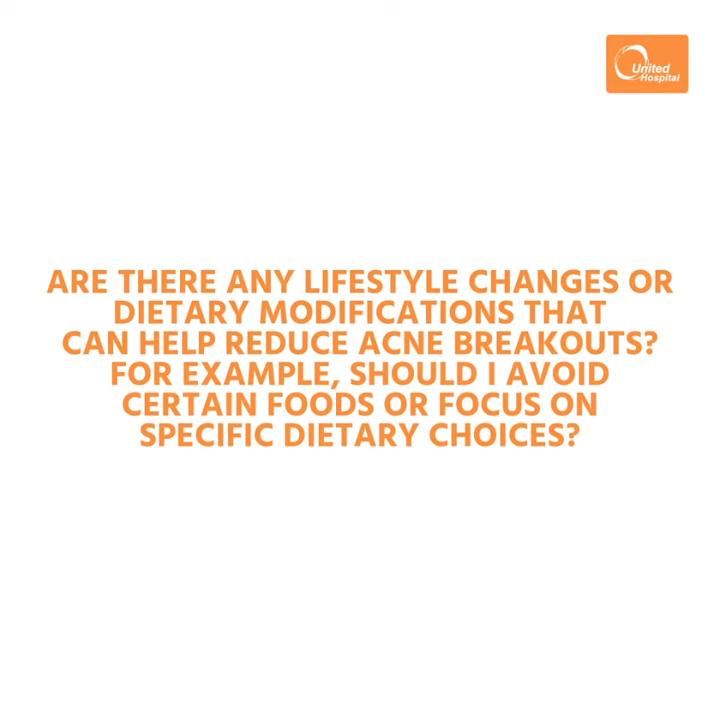 United
Hospital
ARE THERE ANY LIFESTYLE CHANGES OR
DIETARY MODIFICATIONS THAT
CAN HELP REDUCE ACNE BREAKOUTS?
FOR EXAMPLE, SHOULD I AVOID
CERTAIN FOODS OR FOCUS ON
SPECIFIC DIETARY CHOICES?